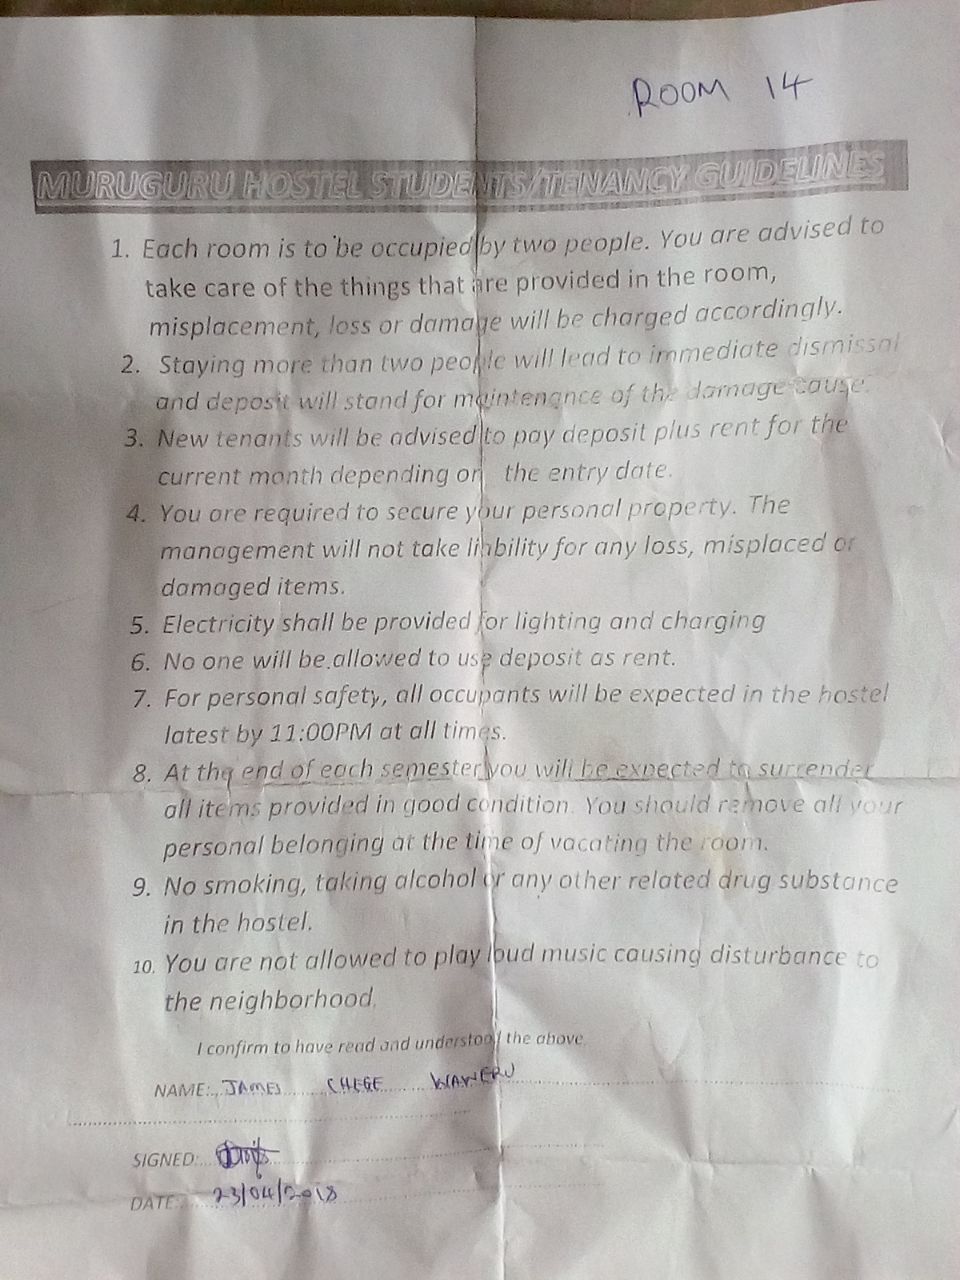 ROOM 14
MURUGURU HOSTEL STUDENTS/TENANCY GUIDELINES
1. Each room is to be occupied by two people. You are advised to
take care of the things that are provided in the room,
misplacement, loss or damage will be charged accordingly.
2. Staying more than two people will lead to immediate dismissal
and deposit will stand for maintenance of the damage cause.
3. New tenants will be advised to pay deposit plus rent for the
current month depending on the entry date.
4. You are required to secure your personal property. The
management will not take liability for any loss, misplaced or
damaged items.
5. Electricity shall be provided for lighting and charging
6. No one will be allowed to use deposit as rent.
7. For personal safety, all occupants will be expected in the hostel
latest by 11:00PM at all times.
8. At the end of each semester you will be expected to surrender
all items provided in good condition. You should remove all your
personal belonging at the time of vacating the room.
9. No smoking, taking alcohol or any other related drug substance
in the hostel.
10. You are not allowed to play loud music causing disturbance to
the neighborhood.
I confirm to have read and understood the above.
NAME: JAMES CHEGE WAWERU
SIGNED:
DATE: 23/04/2018